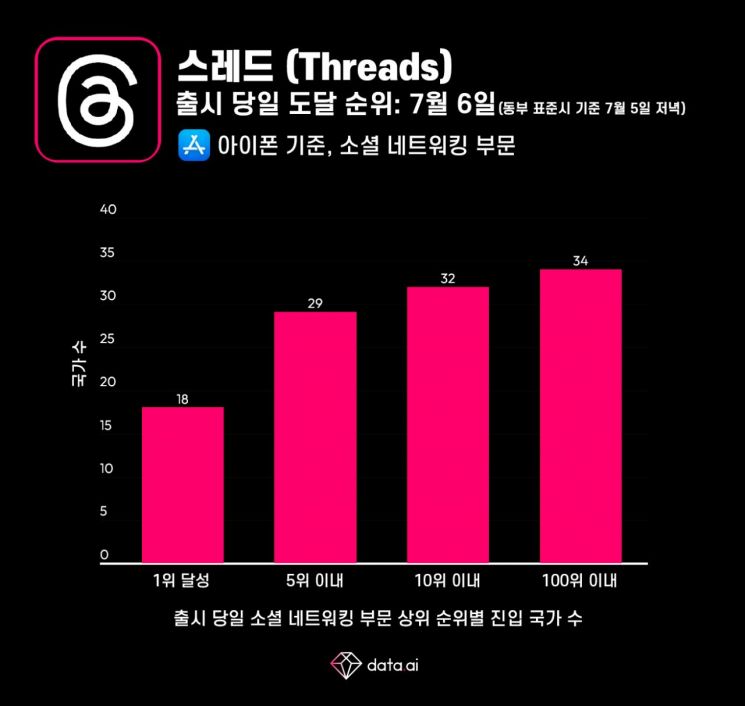 스레드 (Threads)
출시 당일 도달 순위: 7월 6일(동부 표준시 기준 7월 5일 저녁)
아이폰 기준, 소셜 네트워킹 부문
국가 수
40
35
30
25
20
15
10
5
0
18
29
32
34
1위 달성
5위 이내
10위 이내
100위 이내
출시 당일 소셜 네트워킹 부문 상위 순위별 진입 국가 수
data.ai